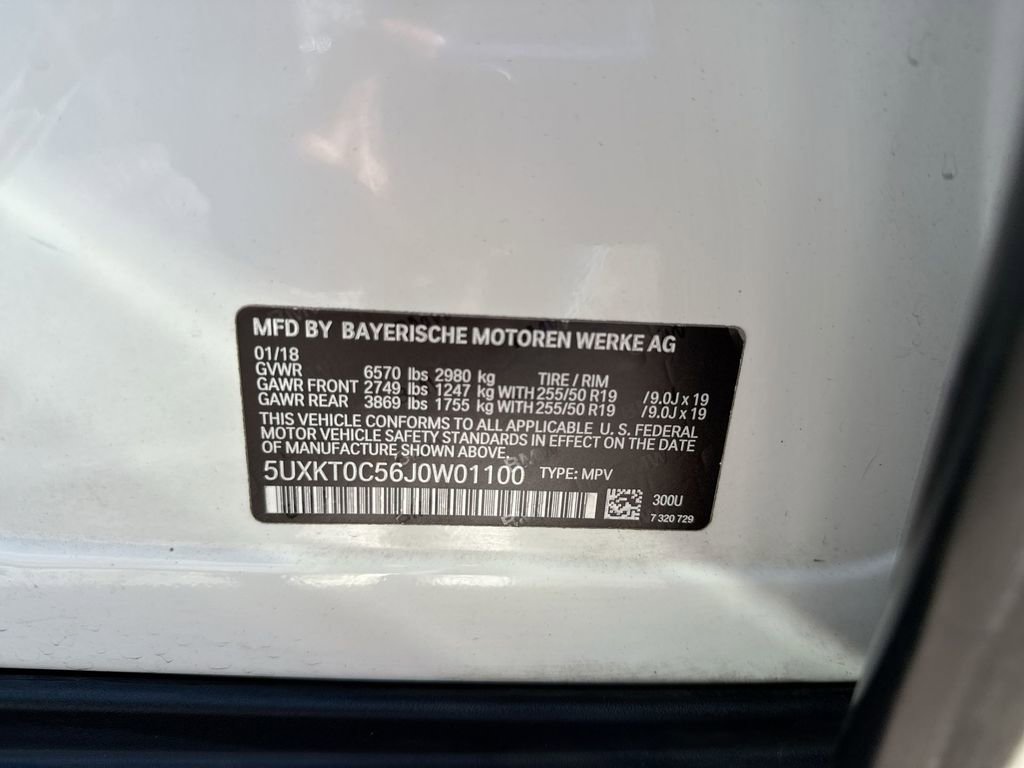 MFD BY BAYERISCHE MOTOREN WERKE AG
01/18
GVWR 6570 lbs 2980 kg TIRE / RIM
GAWR FRONT 2749 lbs 1247 kg WITH 255/50 R19 /9.0J x 19
GAWR REAR 3869 lbs 1755 kg WITH 255/50 R19 /9.0J x 19
THIS VEHICLE CONFORMS TO ALL APPLICABLE U. S. FEDERAL
MOTOR VEHICLE SAFETY STANDARDS IN EFFECT ON THE DATE
OF MANUFACTURE SHOWN ABOVE.
5UXKT0C56J0W01100 TYPE: MPV
300U
7 320 729